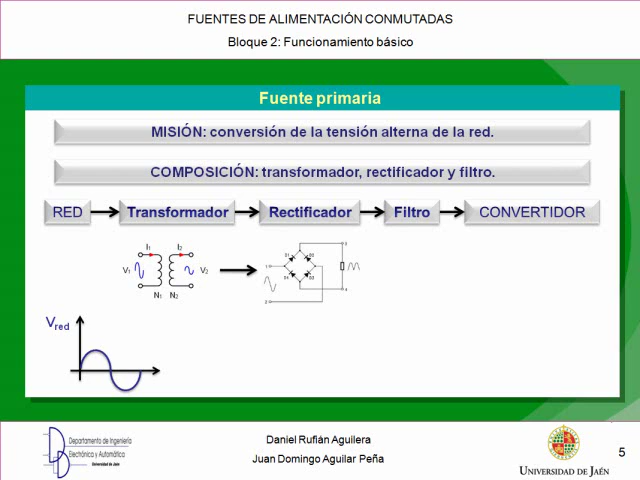 FUENTES DE ALIMENTACIÓN CONMUTADAS
Bloque 2: Funcionamiento básico
Fuente primaria
MISIÓN: conversión de la tensión alterna de la red.
COMPOSICIÓN: transformador, rectificador y filtro.
RED Transformador Rectificador Filtro CONVERTIDOR
I1 I2
V1 V2
N1 N2
D1
Vred
Departamento de Ingeniería
Electrónica y Automática
Universidad de Jaén
Daniel Rufián Aguilera
Juan Domingo Aguilar Peña
UNIVERSIDAD DE JAÉN
5